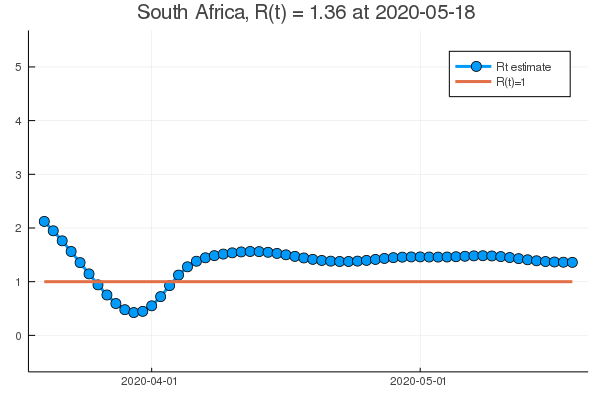 South Africa, R(t) = 1.36 at 2020-05-18
5
4
3
2
1
0
Rt estimate
R(t)=1
2020-04-01
2020-05-01